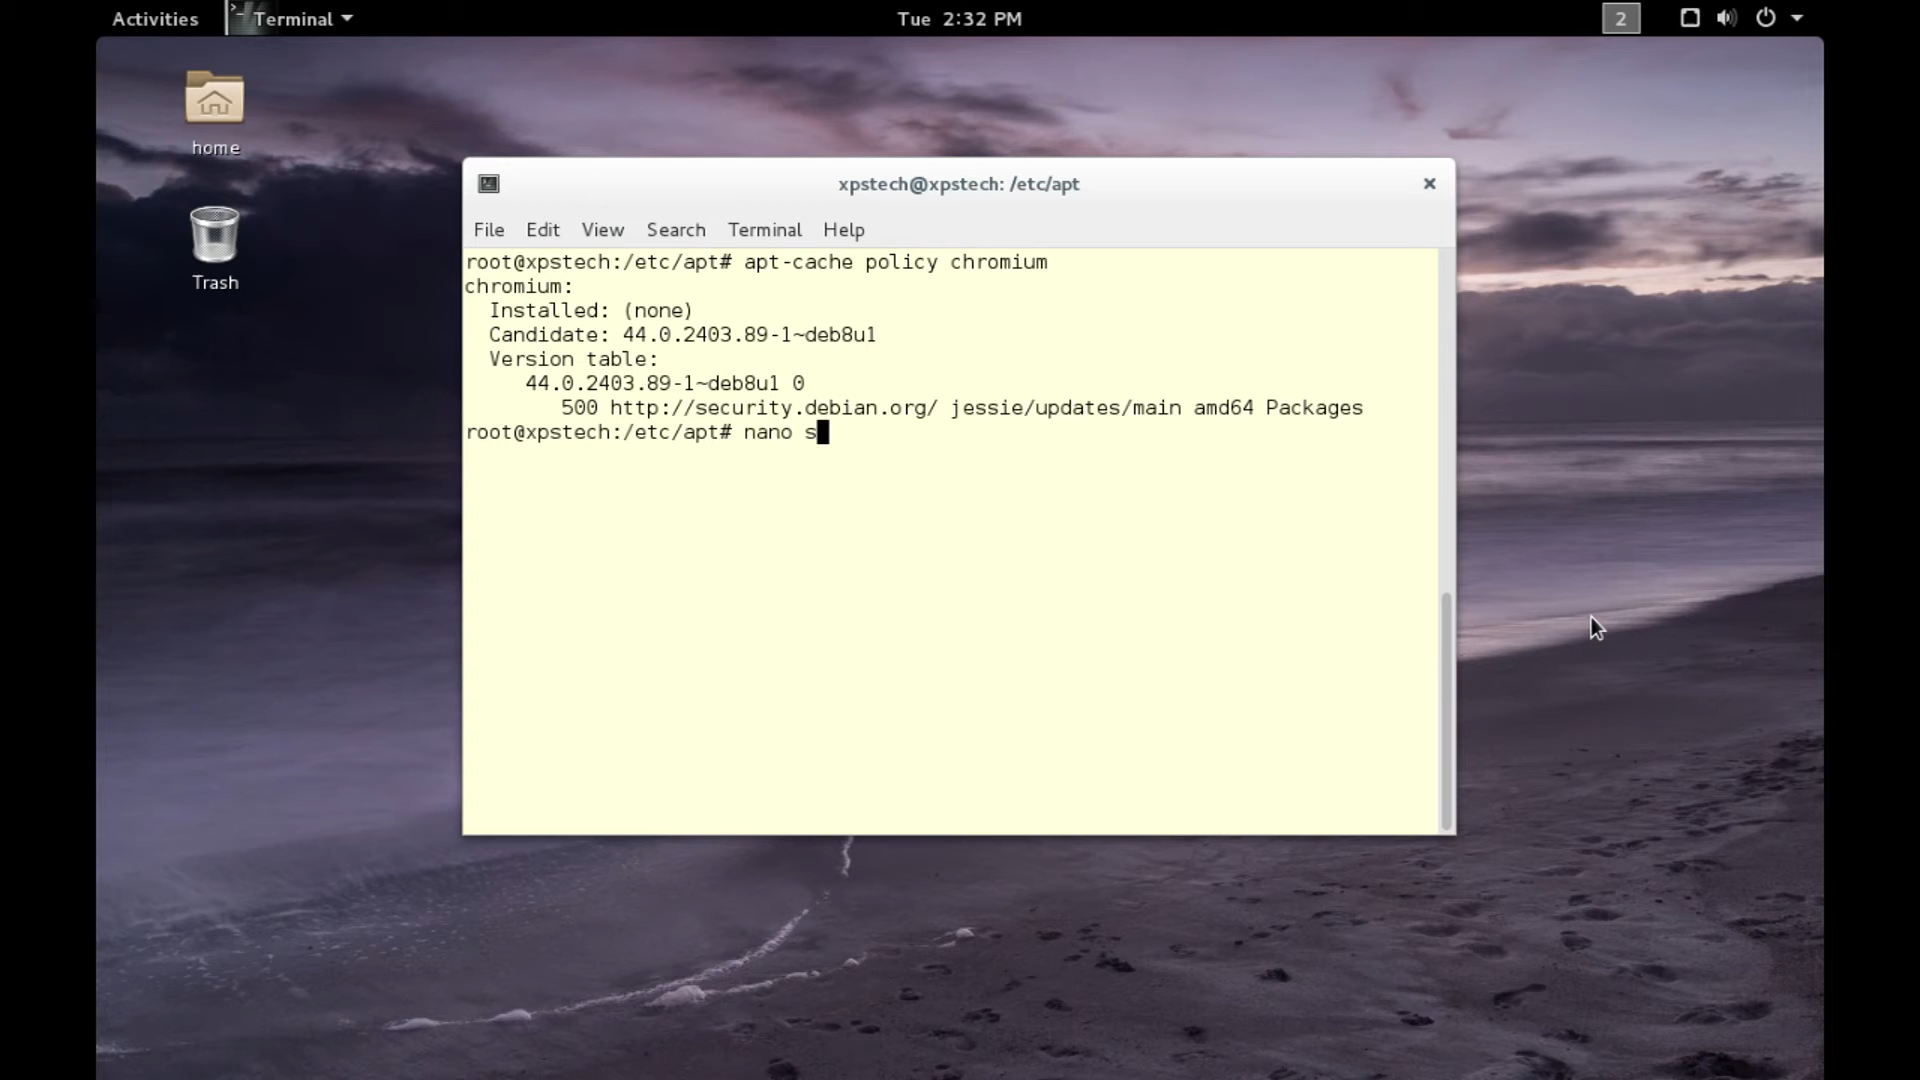 Activities Terminal Tue 2:32 PM 2
home
Trash
xpstech@xpstech: /etc/apt
File Edit View Search Terminal Help
root@xpstech:/etc/apt# apt-cache policy chromium
chromium:
  Installed: (none)
  Candidate: 44.0.2403.89-1~deb8u1
  Version table:
     44.0.2403.89-1~deb8u1 0
        500 http://security.debian.org/ jessie/updates/main amd64 Packages
root@xpstech:/etc/apt# nano s